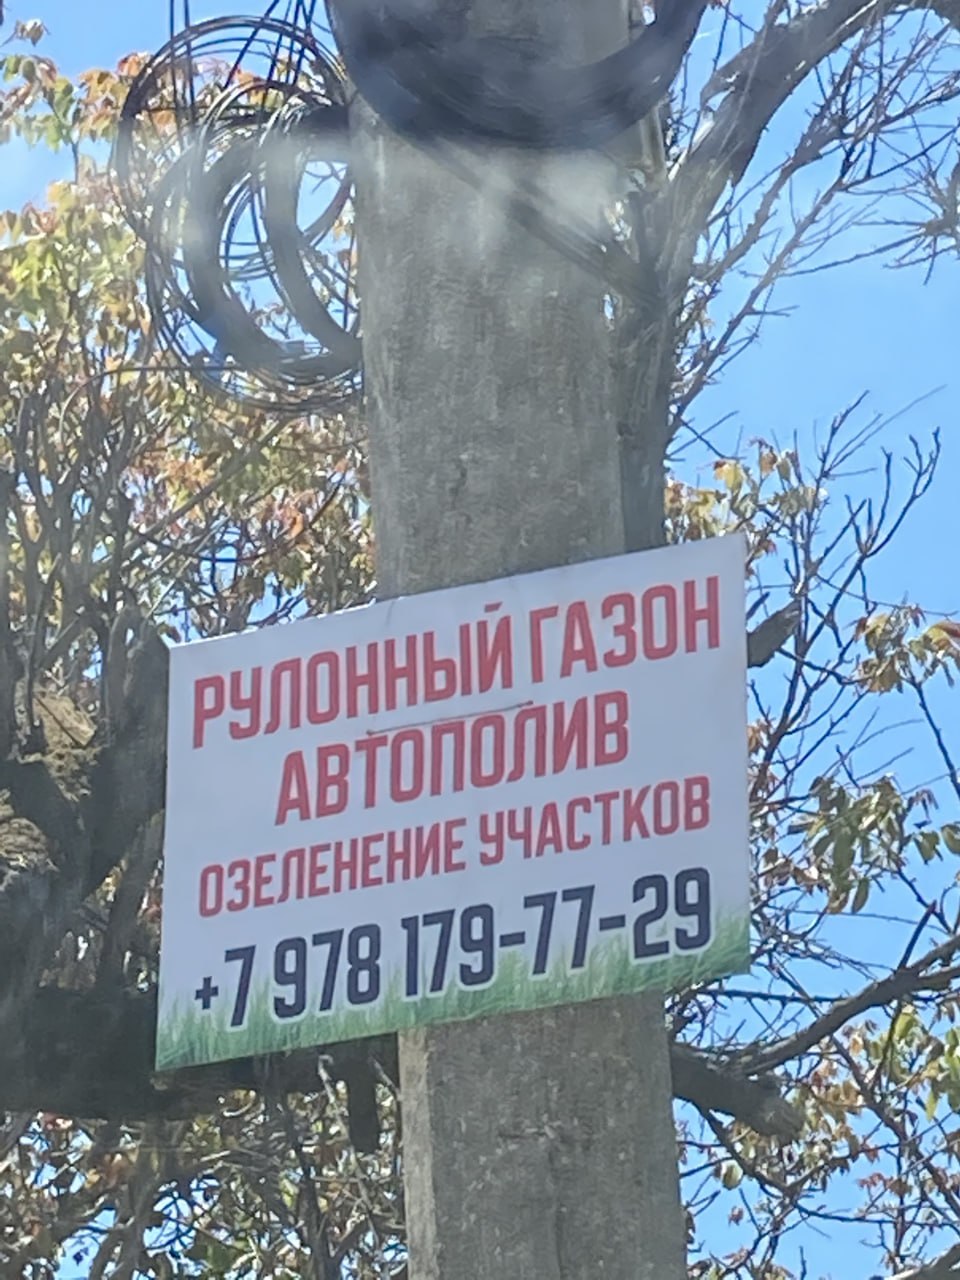 РУЛОННЫЙ ГАЗОН
АВТОПОЛИВ
ОЗЕЛЕНЕНИЕ УЧАСТКОВ
+7 978 179-77-29